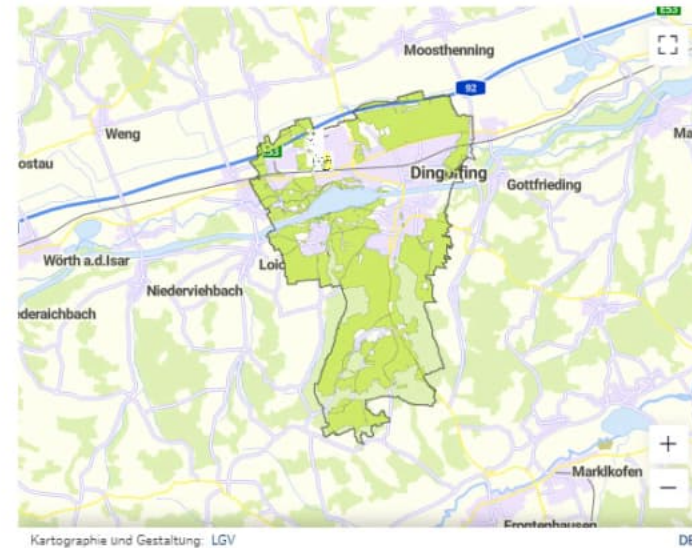 E53
Moosthenning
92
Weng
E53
ostau
Dingolfing
Gottfrieding
Ma
Wörth a.d.Isar
Loic
Niederviehbach
ederaichbach
+
−
Marklkofen
Frontenhausen
Kartographie und Gestaltung: LGV
DE